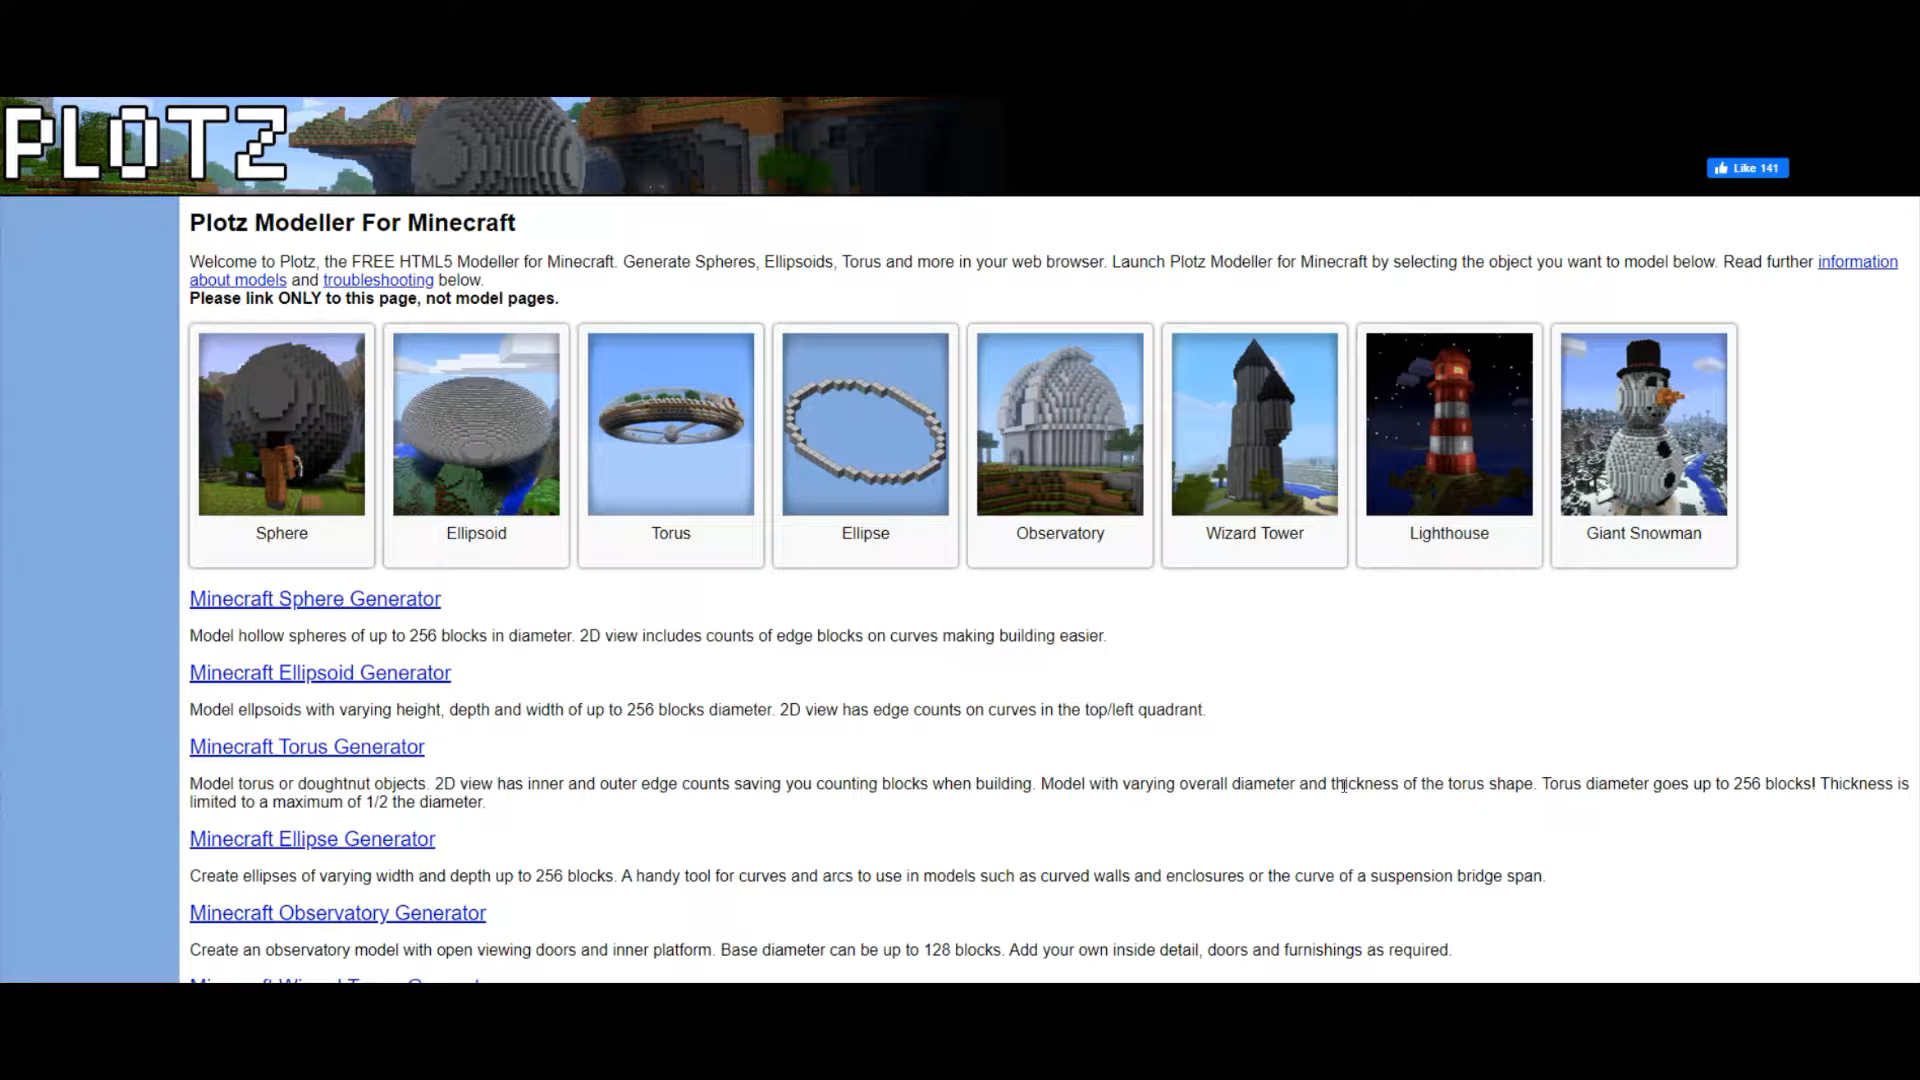 PLOTZ
Like 141
Plotz Modeller For Minecraft
Welcome to Plotz, the FREE HTML5 Modeller for Minecraft. Generate Spheres, Ellipsoids, Torus and more in your web browser. Launch Plotz Modeller for Minecraft by selecting the object you want to model below. Read further information
about models and troubleshooting below.
Please link ONLY to this page, not model pages.
Sphere
Ellipsoid
Torus
Ellipse
Observatory
Wizard Tower
Lighthouse
Giant Snowman
Minecraft Sphere Generator
Model hollow spheres of up to 256 blocks in diameter. 2D view includes counts of edge blocks on curves making building easier.
Minecraft Ellipsoid Generator
Model ellpsoids with varying height, depth and width of up to 256 blocks diameter. 2D view has edge counts on curves in the top/left quadrant.
Minecraft Torus Generator
Model torus or doughtnut objects. 2D view has inner and outer edge counts saving you counting blocks when building. Model with varying overall diameter and thickness of the torus shape. Torus diameter goes up to 256 blocks! Thickness is
limited to a maximum of 1/2 the diameter.
Minecraft Ellipse Generator
Create ellipses of varying width and depth up to 256 blocks. A handy tool for curves and arcs to use in models such as curved walls and enclosures or the curve of a suspension bridge span.
Minecraft Observatory Generator
Create an observatory model with open viewing doors and inner platform. Base diameter can be up to 128 blocks. Add your own inside detail, doors and furnishings as required.